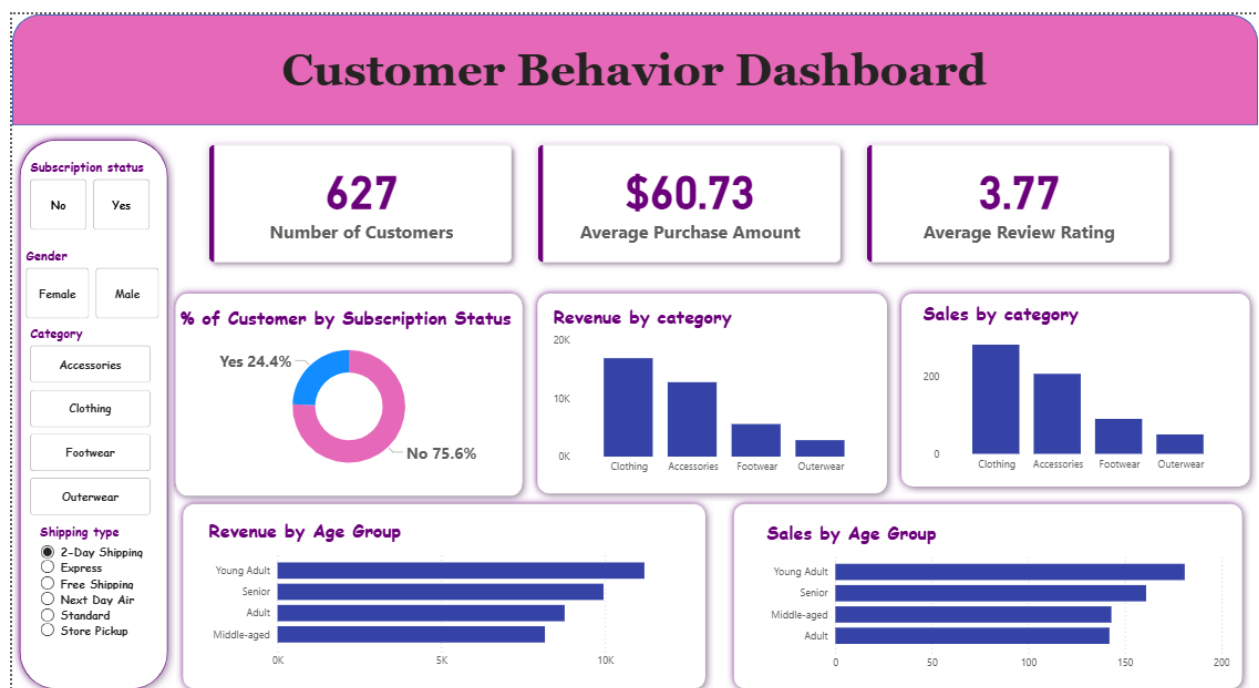 Customer Behavior Dashboard
Subscription status
No
Yes
Gender
Female
Male
Category
Accessories
Clothing
Footwear
Outerwear
Shipping type
2-Day Shipping
Express
Free Shipping
Next Day Air
Standard
Store Pickup
627
Number of Customers
$60.73
Average Purchase Amount
3.77
Average Review Rating
% of Customer by Subscription Status
Yes 24.4%
No 75.6%
Revenue by category
20K
10K
0K
Clothing Accessories Footwear Outerwear
Sales by category
200
0
Clothing Accessories Footwear Outerwear
Revenue by Age Group
Young Adult
Senior
Adult
Middle-aged
0K 5K 10K
Sales by Age Group
Young Adult
Senior
Middle-aged
Adult
0 50 100 150 200